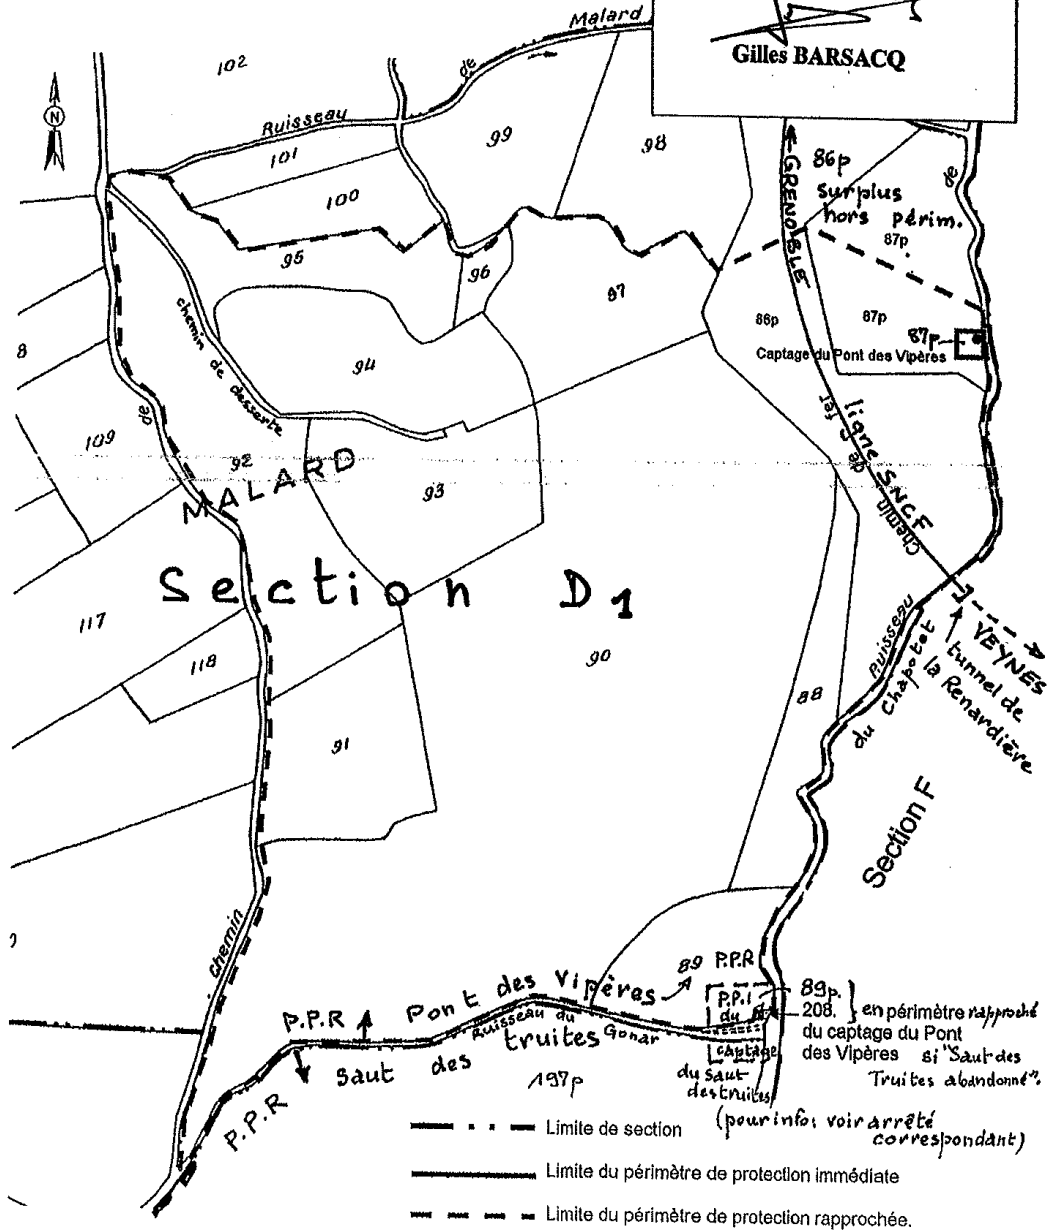 Malard
Gilles BARSACQ
102
N
de
Ruisseau
101
99
98
100
GRENOBLE
86p
Surplus
hors périm.
de
87p
95
96
97
86p
87p
87p
Captage du Pont des Vipères
chemin de desserte
94
8
de
109
92
MALARD
93
ligne SNCF
Chemin de fer
Section D1
117
118
90
91
88
Ruisseau
du Chapotet
VEYNES
tunnel de
la Renardière
Section F
chemin
89 P.P.R
P.P.R Pont des Vipères
Ruisseau du Gonar
P.P.I
du
89p.
208.
en périmètre rapproché
du captage du Pont
des Vipères si "Saut des
Truites abandonné".
captage
du Saut
des truites
P.P.R Saut des truites
197p
(pour info: voir arrêté
correspondant)
Limite de section
Limite du périmètre de protection immédiate
Limite du périmètre de protection rapprochée.